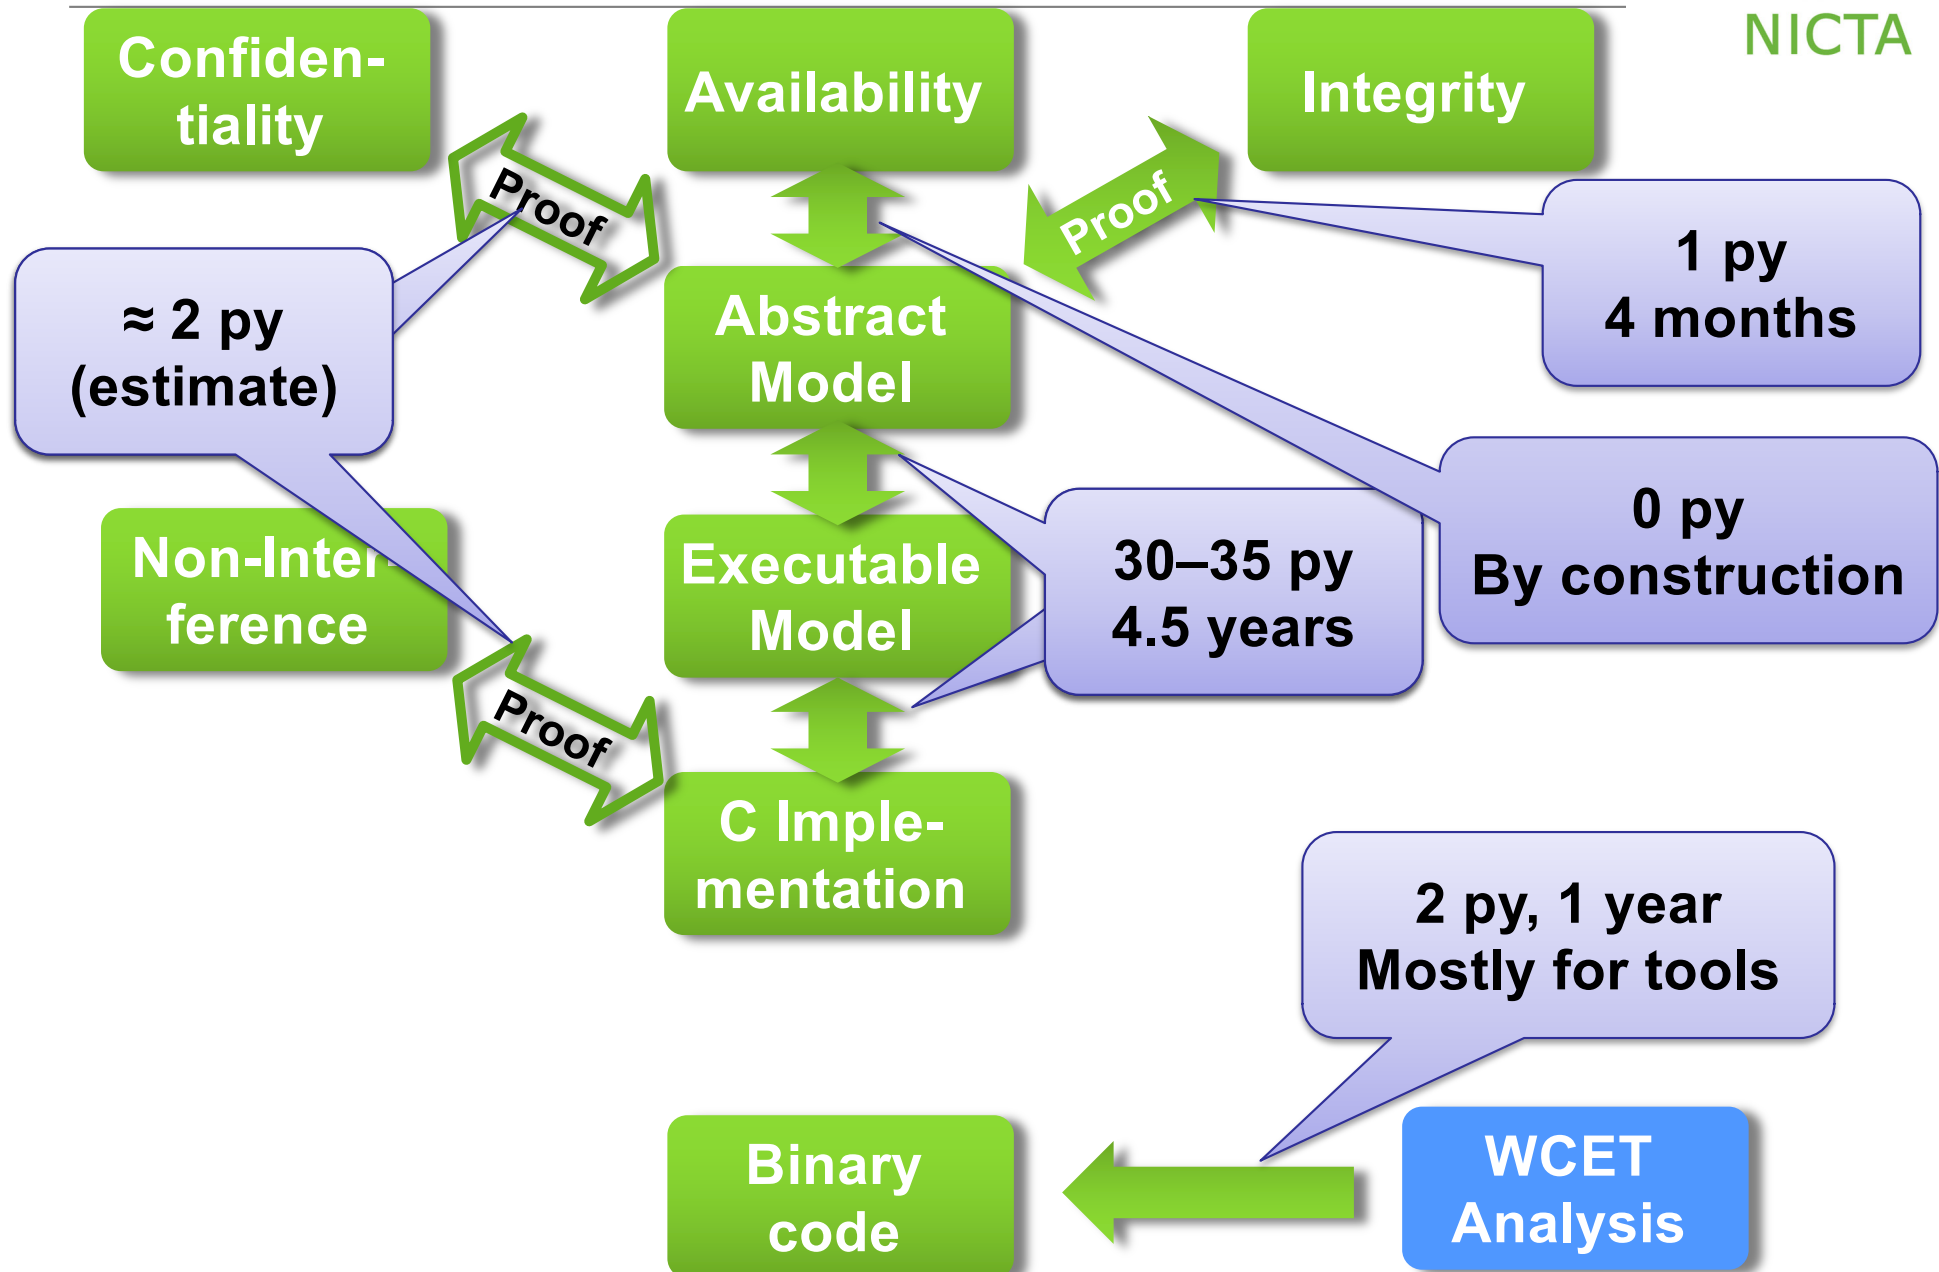 NICTA
Confiden-
tiality
Availability
Integrity
Proof
Proof
1 py
4 months
≈ 2 py
(estimate)
Abstract
Model
0 py
By construction
Non-Inter-
ference
Executable
Model
30–35 py
4.5 years
Proof
C Imple-
mentation
2 py, 1 year
Mostly for tools
Binary
code
WCET
Analysis